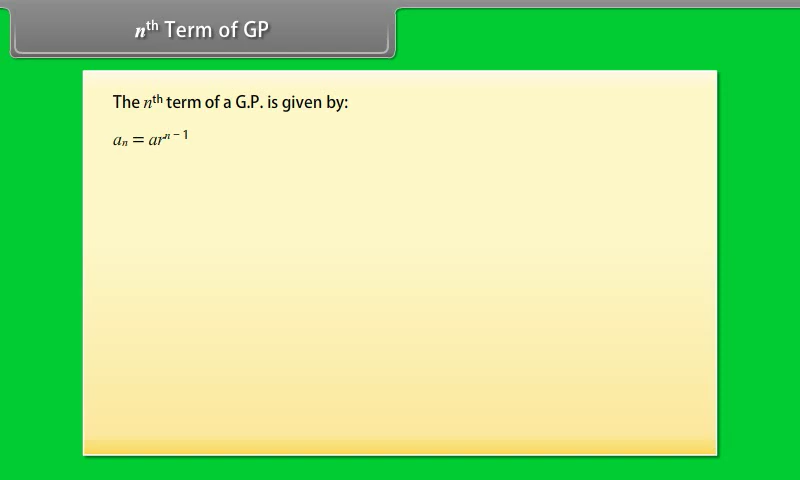 nᵗʰ Term of GP
The nᵗʰ term of a G.P. is given by:
aₙ = arⁿ⁻¹